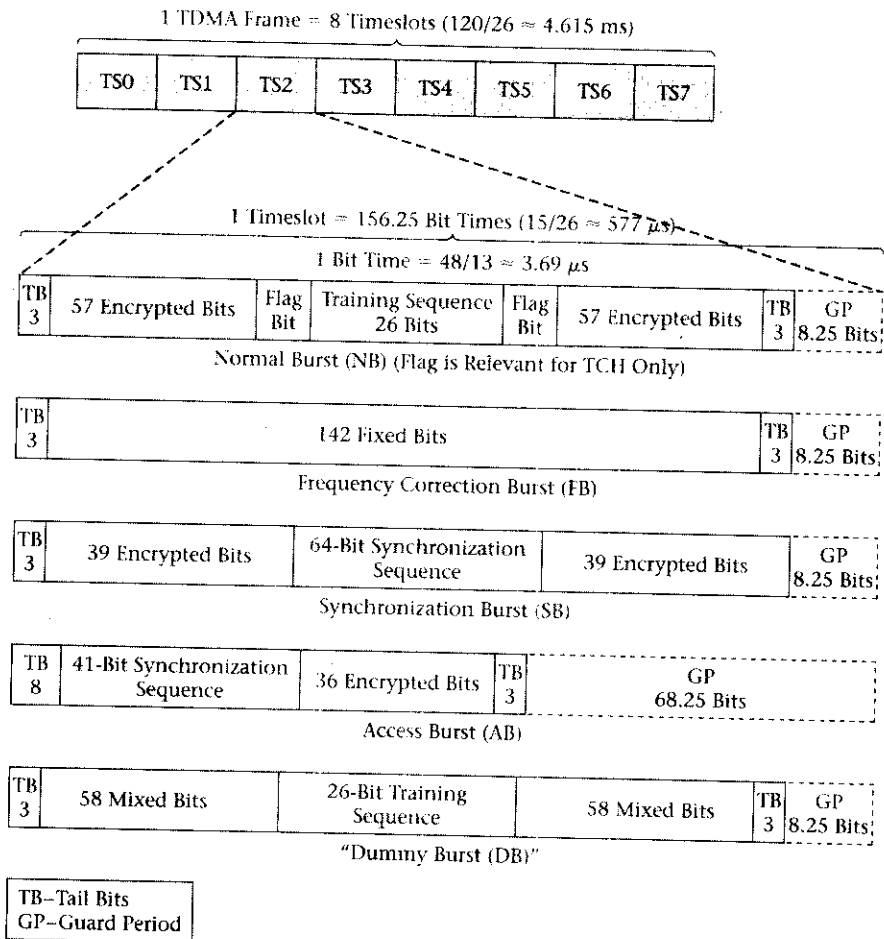 1 TDMA Frame = 8 Timeslots (120/26 ≈ 4.615 ms)
TS0 TS1 TS2 TS3 TS4 TS5 TS6 TS7
1 Timeslot = 156.25 Bit Times (15/26 ≈ 577 μs)
1 Bit Time = 48/13 ≈ 3.69 μs
TB 3 57 Encrypted Bits Flag Bit Training Sequence 26 Bits Flag Bit 57 Encrypted Bits TB 3 GP 8.25 Bits
Normal Burst (NB) (Flag is Relevant for TCH Only)
TB 3 142 Fixed Bits TB 3 GP 8.25 Bits
Frequency Correction Burst (FB)
TB 3 39 Encrypted Bits 64-Bit Synchronization Sequence 39 Encrypted Bits GP 8.25 Bits
Synchronization Burst (SB)
TB 8 41-Bit Synchronization Sequence 36 Encrypted Bits TB 3 GP 68.25 Bits
Access Burst (AB)
TB 3 58 Mixed Bits 26-Bit Training Sequence 58 Mixed Bits TB 3 GP 8.25 Bits
"Dummy Burst (DB)"
TB–Tail Bits
GP–Guard Period